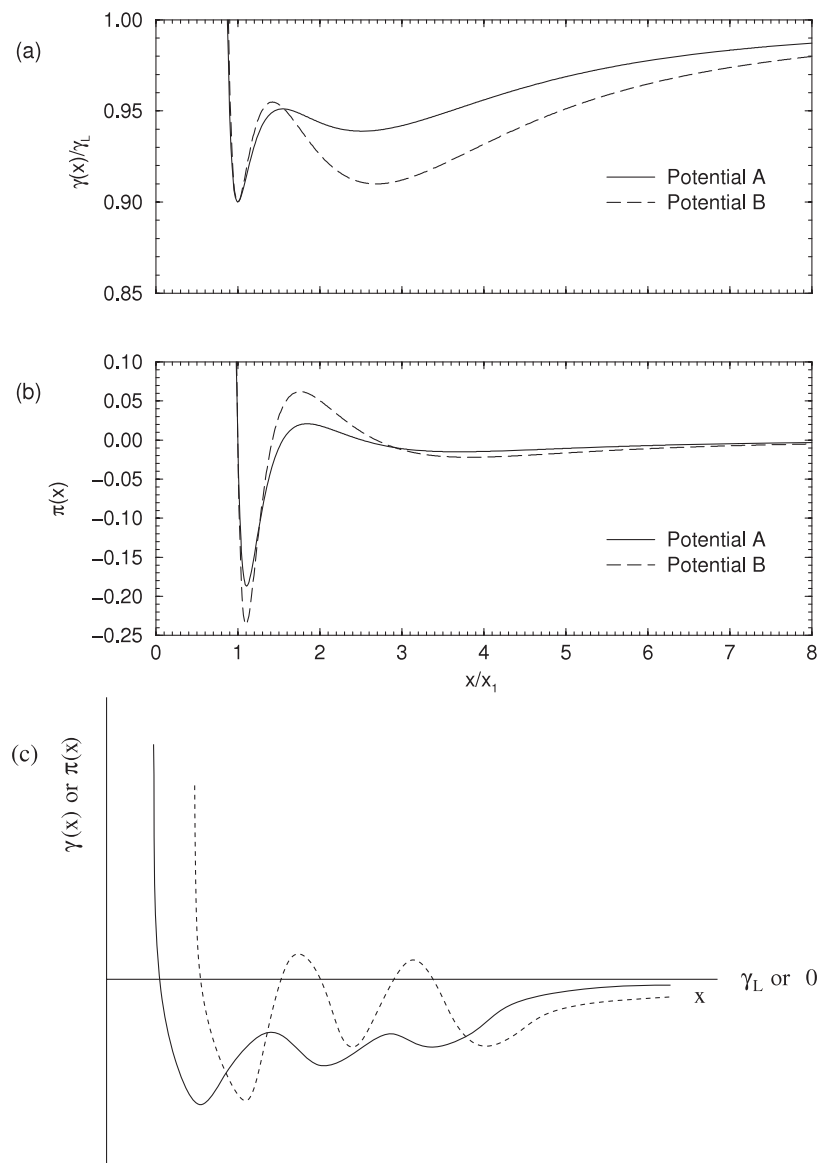 (a)
1.00
0.95
0.90
0.85
γ(x)/γL
Potential A
Potential B
(b)
0.10
0.05
0.00
−0.05
−0.10
−0.15
−0.20
−0.25
π(x)
Potential A
Potential B
0 1 2 3 4 5 6 7 8
x/x1
(c)
γ(x) or π(x)
γL or 0
x